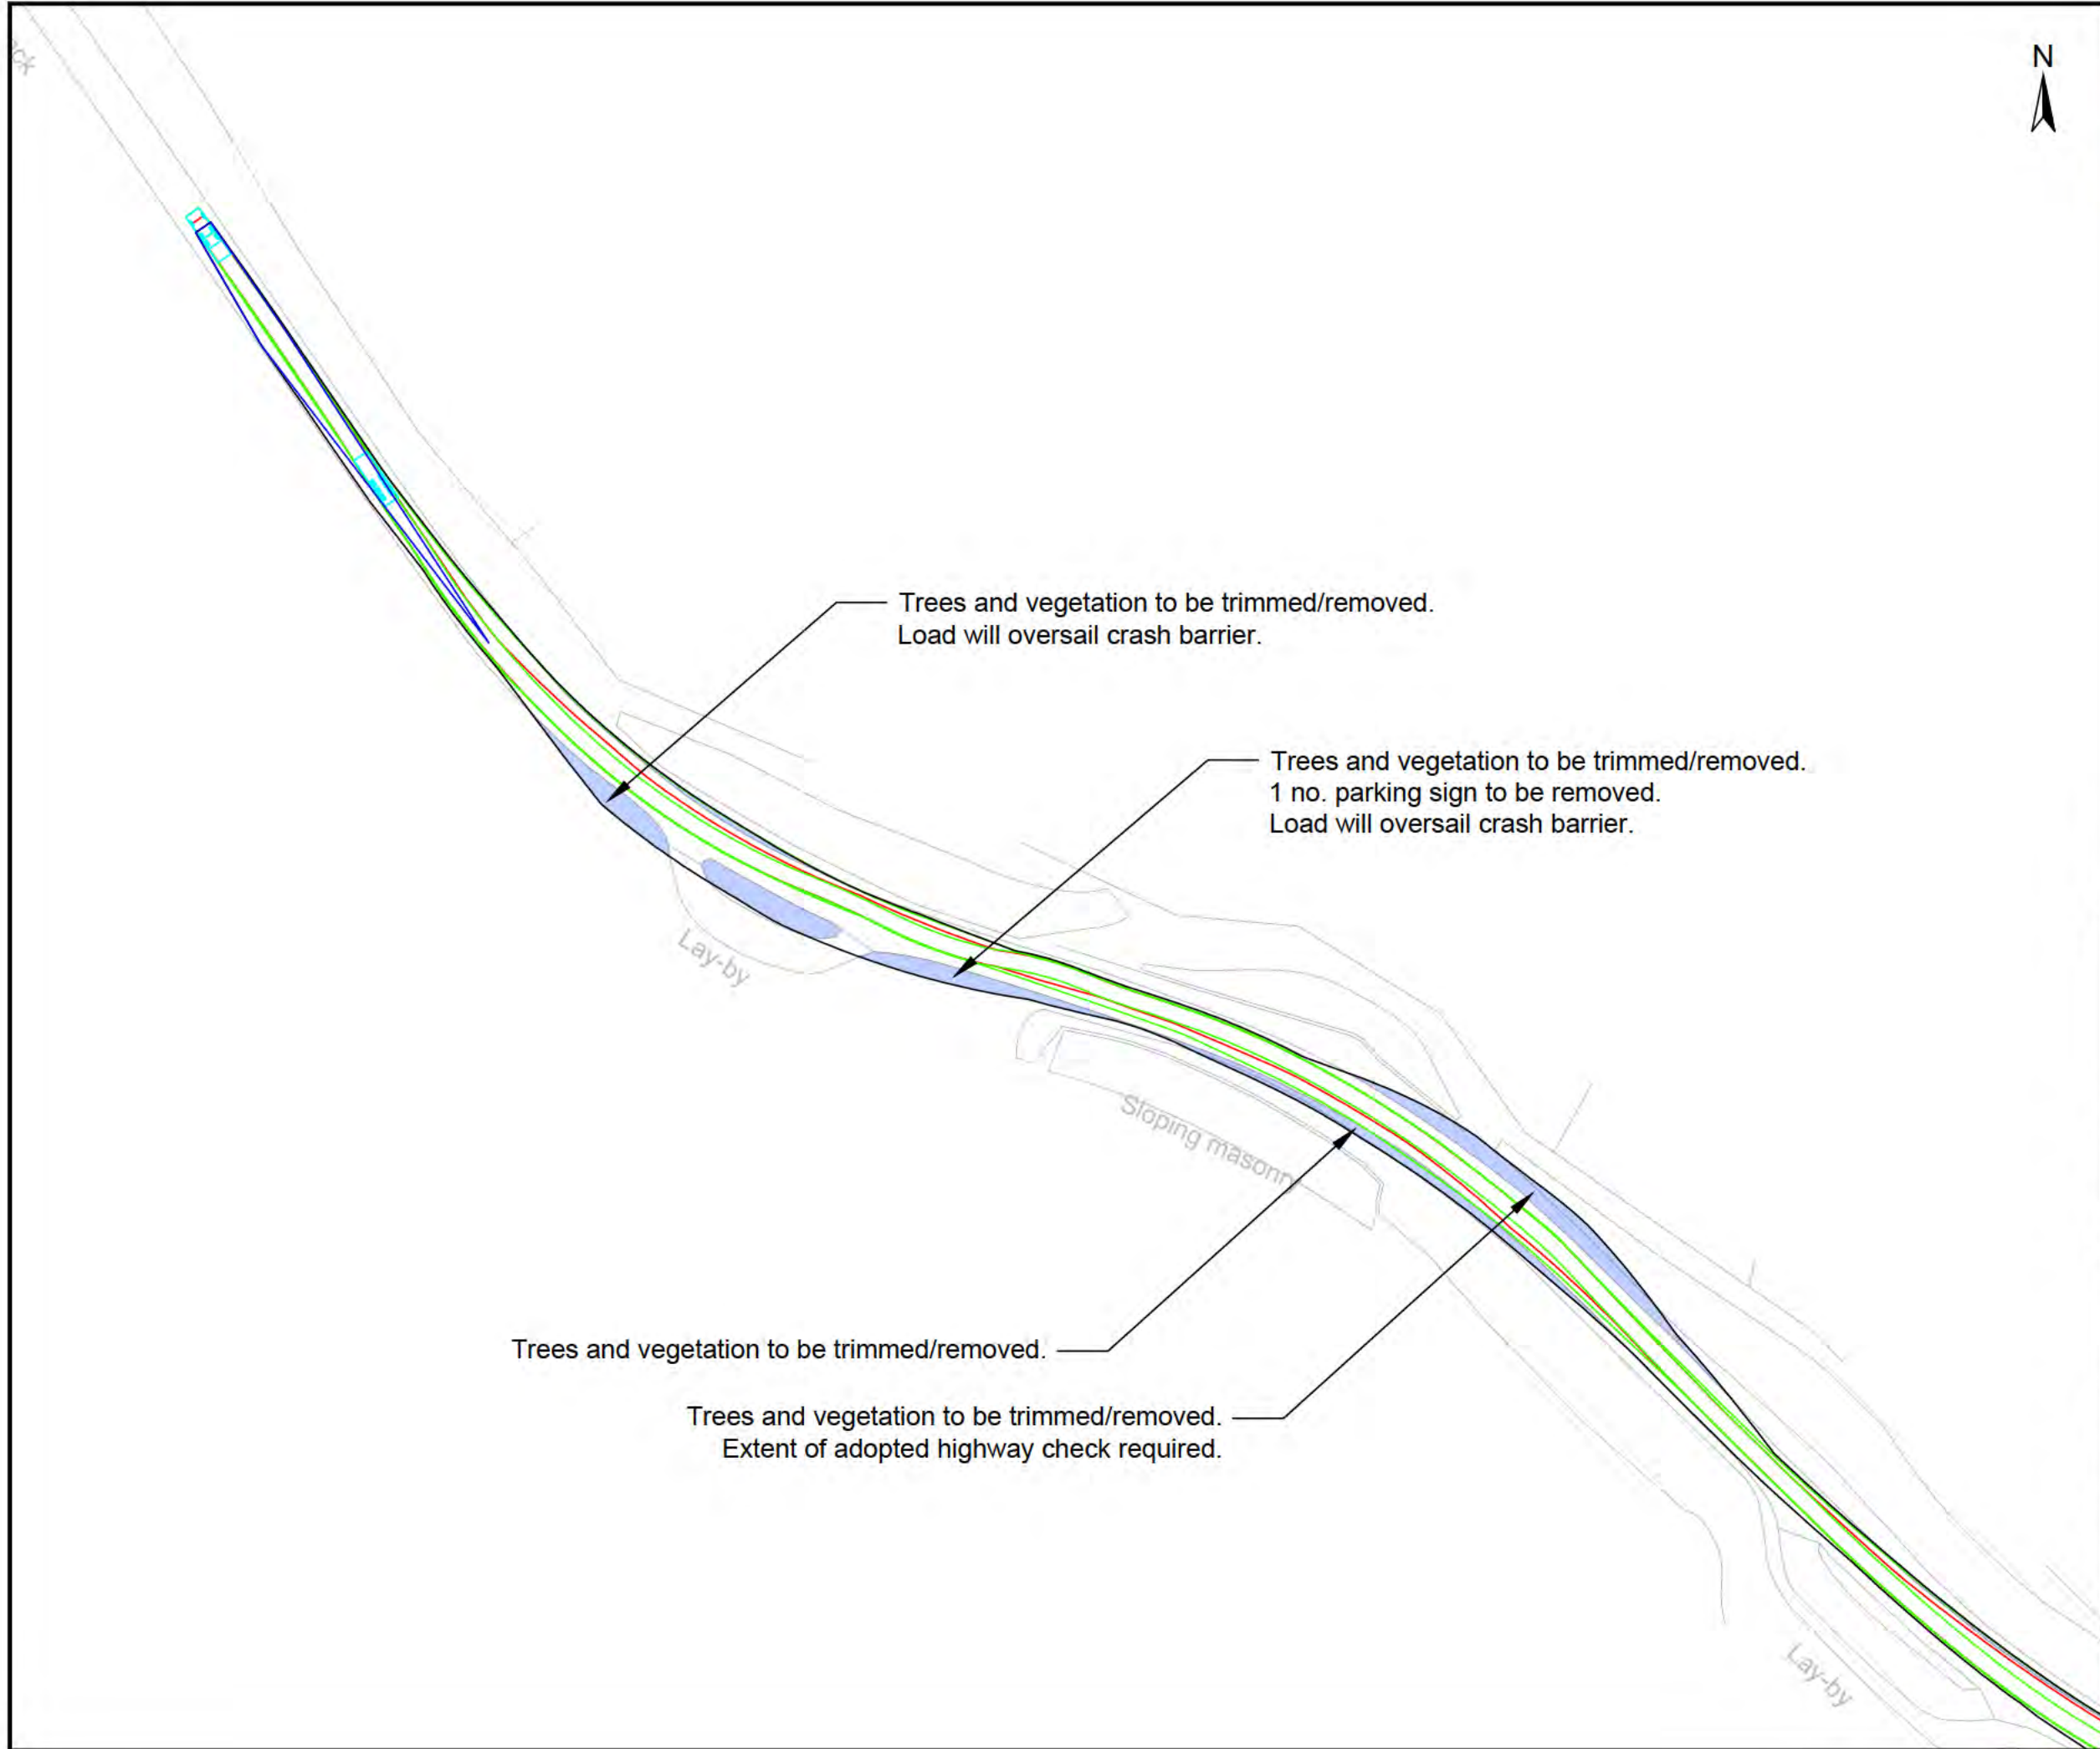 N
Trees and vegetation to be trimmed/removed.
Load will oversail crash barrier.
Trees and vegetation to be trimmed/removed.
1 no. parking sign to be removed.
Load will oversail crash barrier.
Lay-by
Sloping masonry
Trees and vegetation to be trimmed/removed.
Trees and vegetation to be trimmed/removed.
Extent of adopted highway check required.
Lay-by